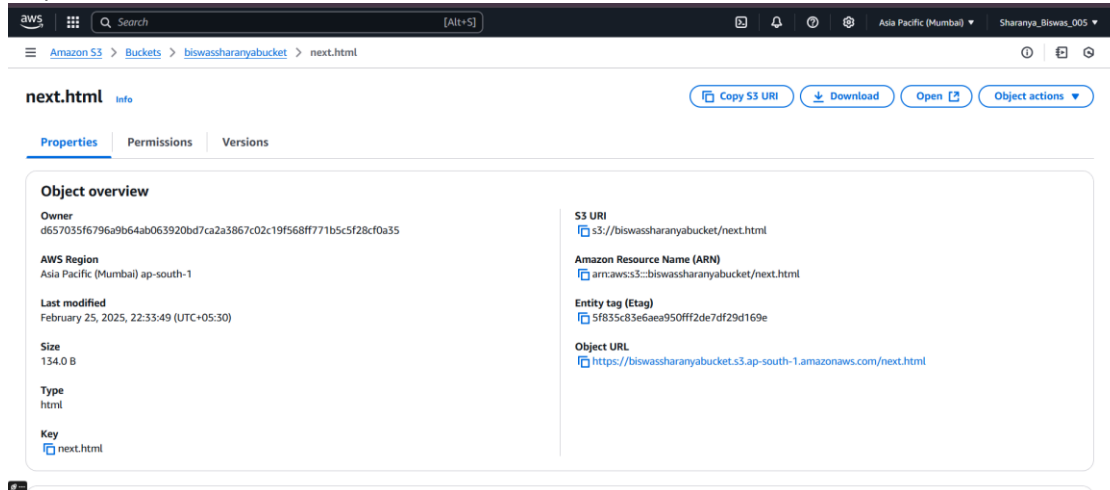 aws Search [Alt+S] Asia Pacific (Mumbai) ▼ Sharanya_Biswas_005 ▼
Amazon S3 > Buckets > biswassharanyabucket > next.html
next.html Info Copy S3 URI Download Open Object actions ▼
Properties Permissions Versions
Object overview
Owner
d657035f6796a9b64ab063920bd7ca2a3867c02c19f568ff771b5c5f28cf0a35
AWS Region
Asia Pacific (Mumbai) ap-south-1
Last modified
February 25, 2025, 22:33:49 (UTC+05:30)
Size
134.0 B
Type
html
Key
next.html
S3 URI
s3://biswassharanyabucket/next.html
Amazon Resource Name (ARN)
arn:aws:s3:::biswassharanyabucket/next.html
Entity tag (Etag)
5f835c83e6aea950fff2de7df29d169e
Object URL
https://biswassharanyabucket.s3.ap-south-1.amazonaws.com/next.html